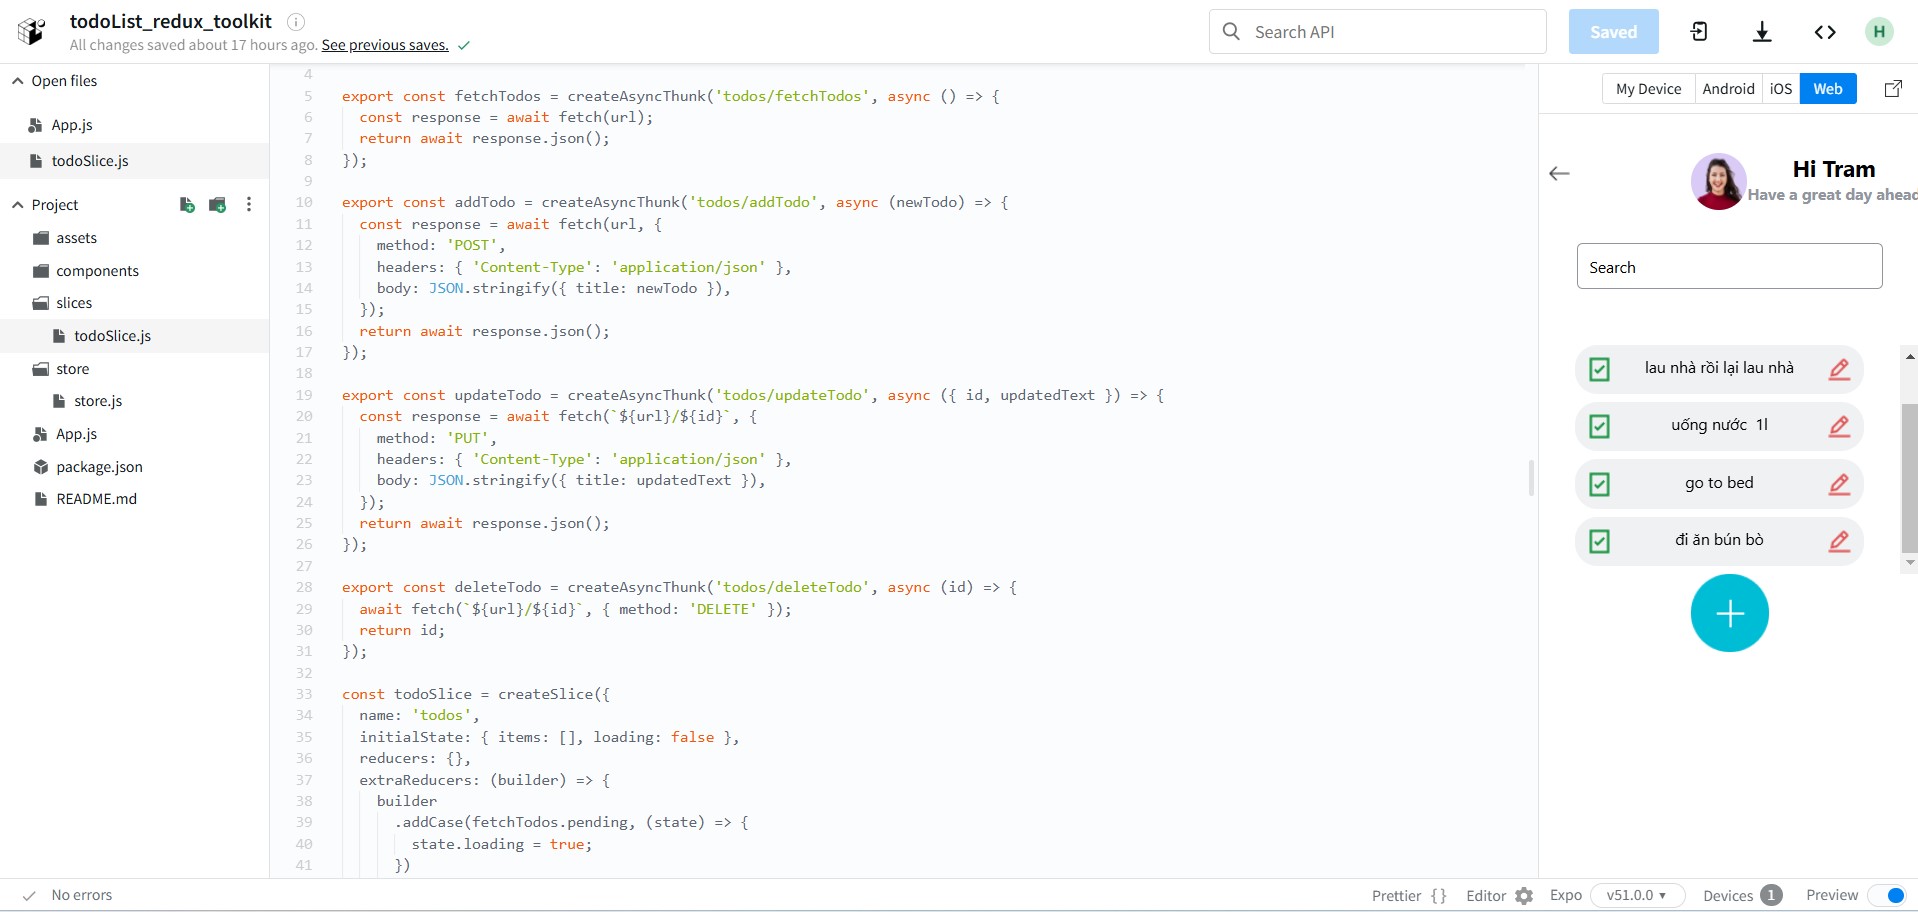 todoList_redux_toolkit
All changes saved about 17 hours ago. See previous saves.
Search API
Saved
H
Open files
App.js
todoSlice.js
Project
assets
components
slices
todoSlice.js
store
store.js
App.js
package.json
README.md
4
5 export const fetchTodos = createAsyncThunk('todos/fetchTodos', async () => {
6 const response = await fetch(url);
7 return await response.json();
8 });
9
10 export const addTodo = createAsyncThunk('todos/addTodo', async (newTodo) => {
11 const response = await fetch(url, {
12 method: 'POST',
13 headers: { 'Content-Type': 'application/json' },
14 body: JSON.stringify({ title: newTodo }),
15 });
16 return await response.json();
17 });
18
19 export const updateTodo = createAsyncThunk('todos/updateTodo', async ({ id, updatedText }) => {
20 const response = await fetch(`${url}/${id}`, {
21 method: 'PUT',
22 headers: { 'Content-Type': 'application/json' },
23 body: JSON.stringify({ title: updatedText }),
24 });
25 return await response.json();
26 });
27
28 export const deleteTodo = createAsyncThunk('todos/deleteTodo', async (id) => {
29 await fetch(`${url}/${id}`, { method: 'DELETE' });
30 return id;
31 });
32
33 const todoSlice = createSlice({
34 name: 'todos',
35 initialState: { items: [], loading: false },
36 reducers: {},
37 extraReducers: (builder) => {
38 builder
39 .addCase(fetchTodos.pending, (state) => {
40 state.loading = true;
41 })
My Device Android iOS Web
Hi Tram
Have a great day ahead
Search
lau nhà rồi lại lau nhà
uống nước 1l
go to bed
đi ăn bún bò
No errors
Prettier {} Editor Expo v51.0.0 Devices 1 Preview